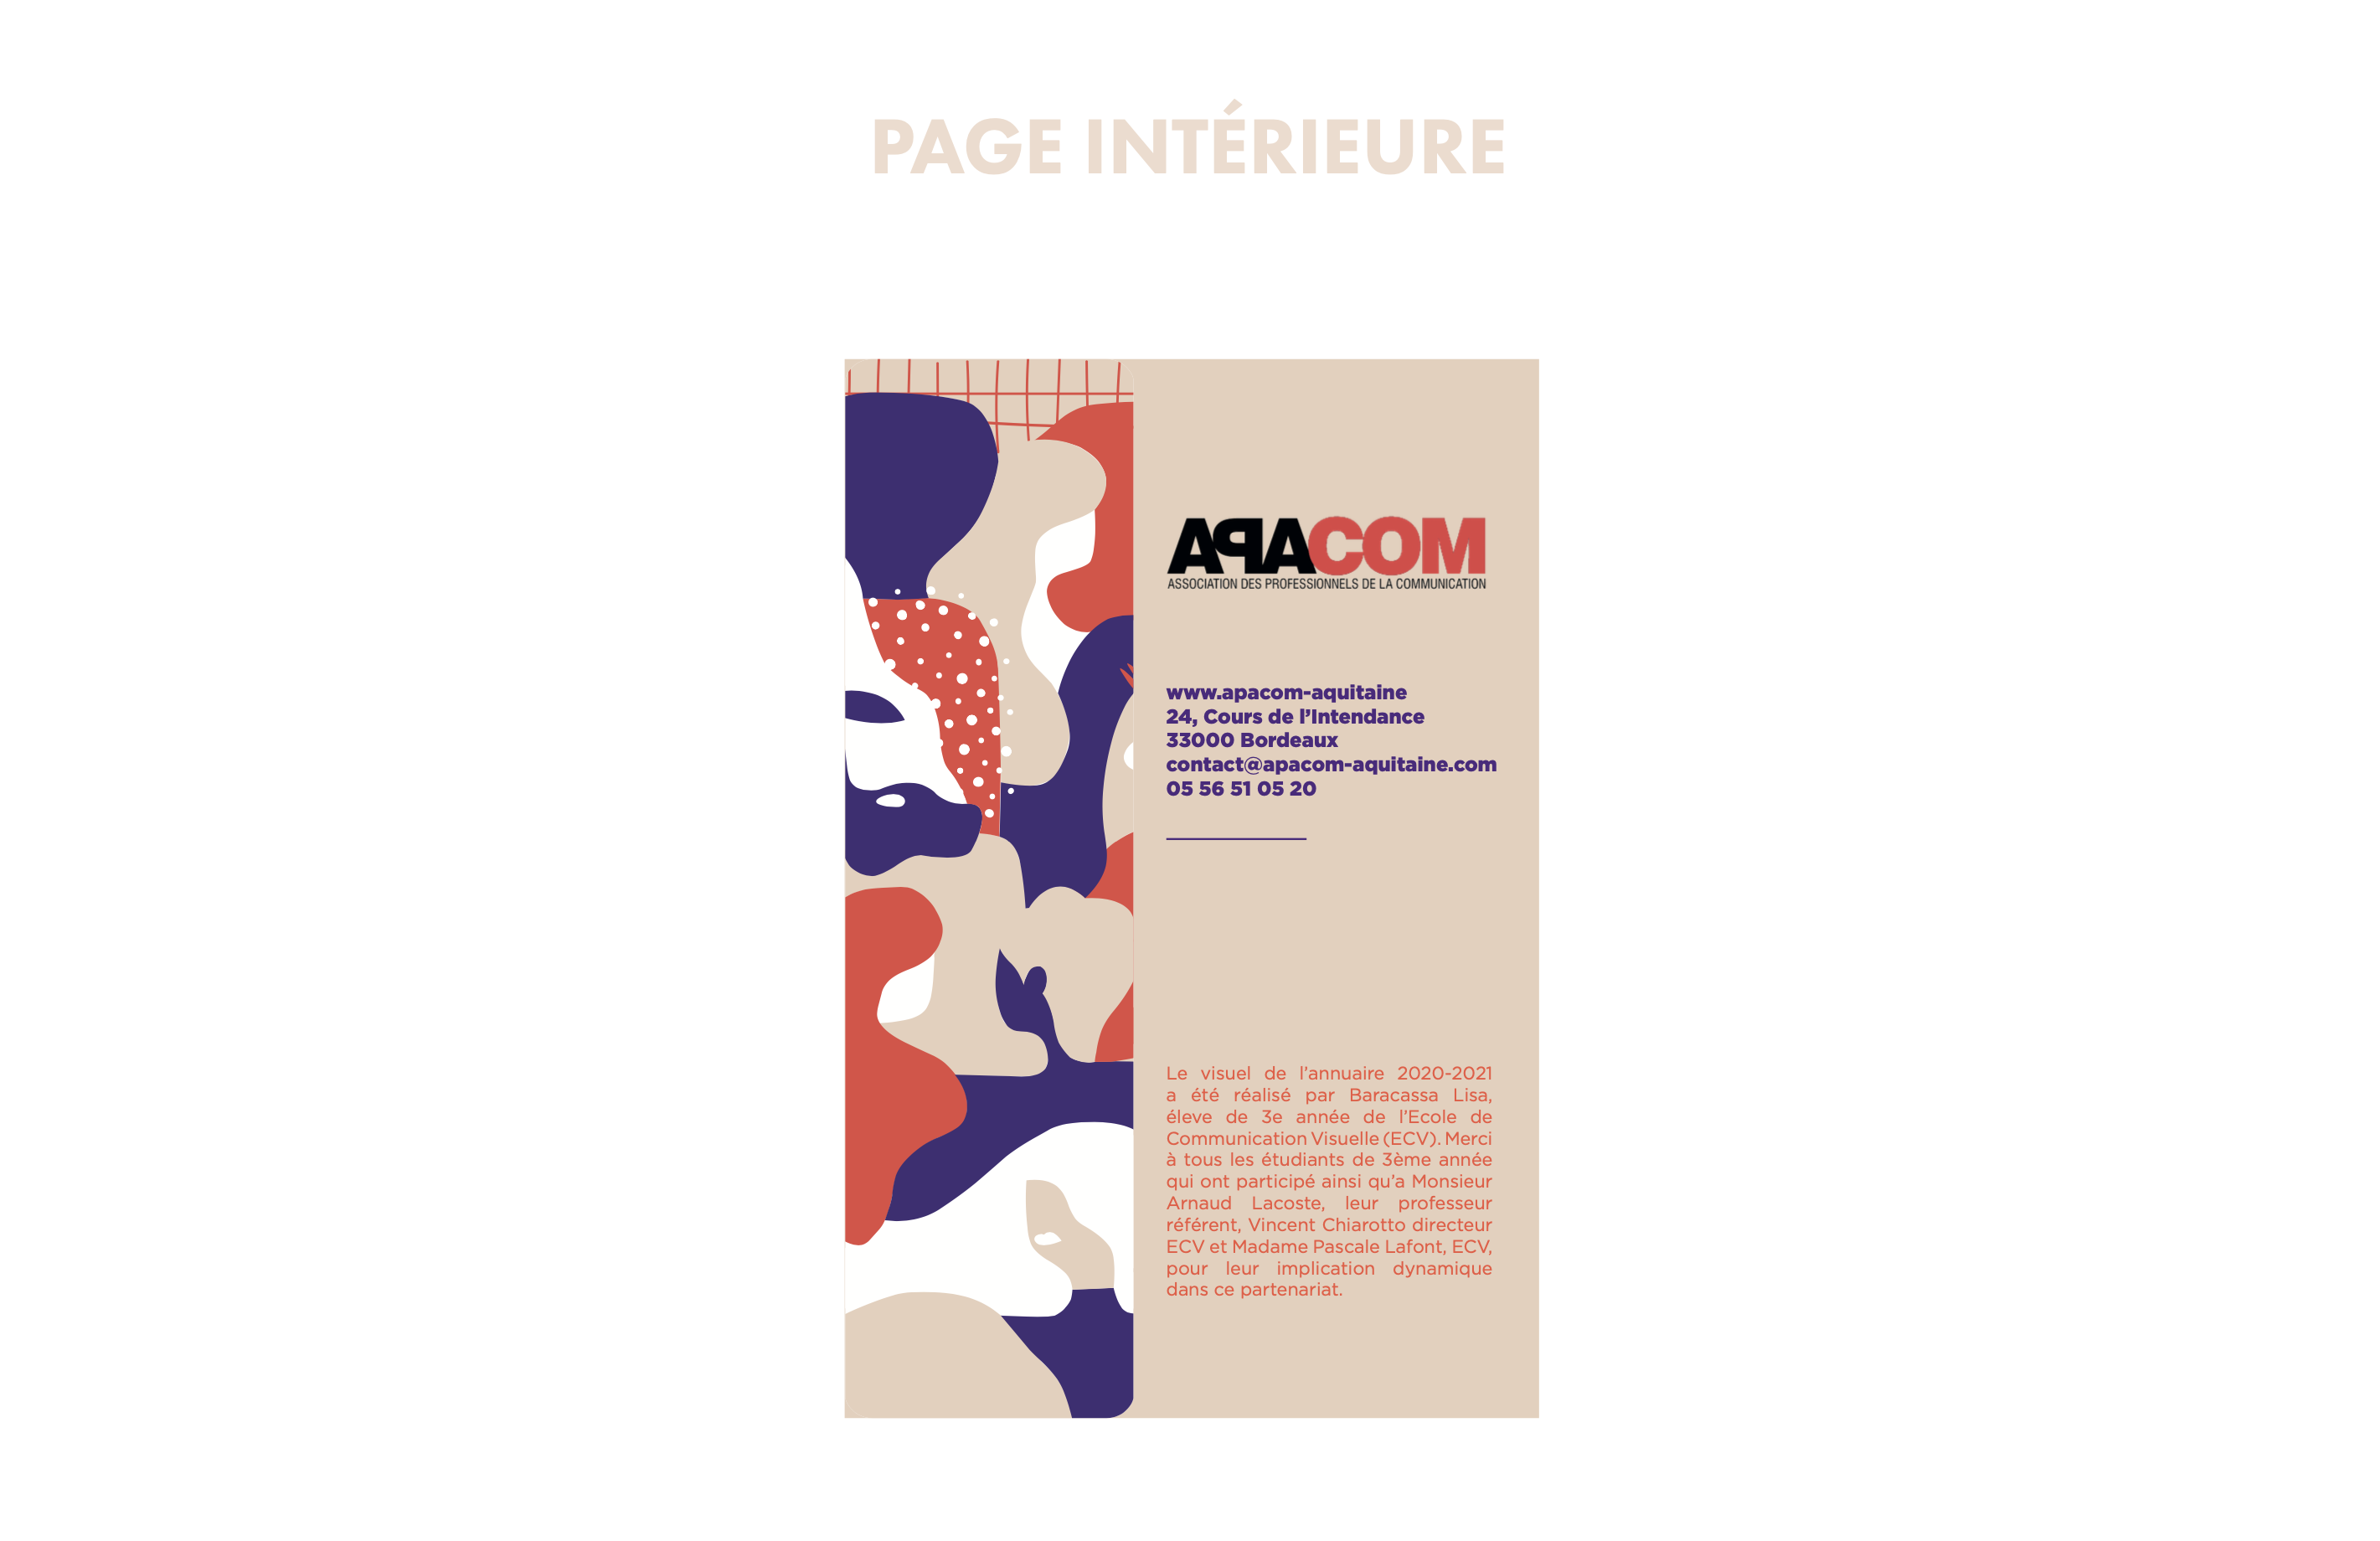 PAGE INTÉRIEURE
APACOM
ASSOCIATION DES PROFESSIONNELS DE LA COMMUNICATION
www.apacom-aquitaine
24, Cours de l’Intendance
33000 Bordeaux
contact@apacom-aquitaine.com
05 56 51 05 20
Le visuel de l’annuaire 2020-2021
a été réalisé par Baracassa Lisa,
éleve de 3e année de l’Ecole de
Communication Visuelle (ECV). Merci
à tous les étudiants de 3ème année
qui ont participé ainsi qu’a Monsieur
Arnaud Lacoste, leur professeur
référent, Vincent Chiarotto directeur
ECV et Madame Pascale Lafont, ECV,
pour leur implication dynamique
dans ce partenariat.